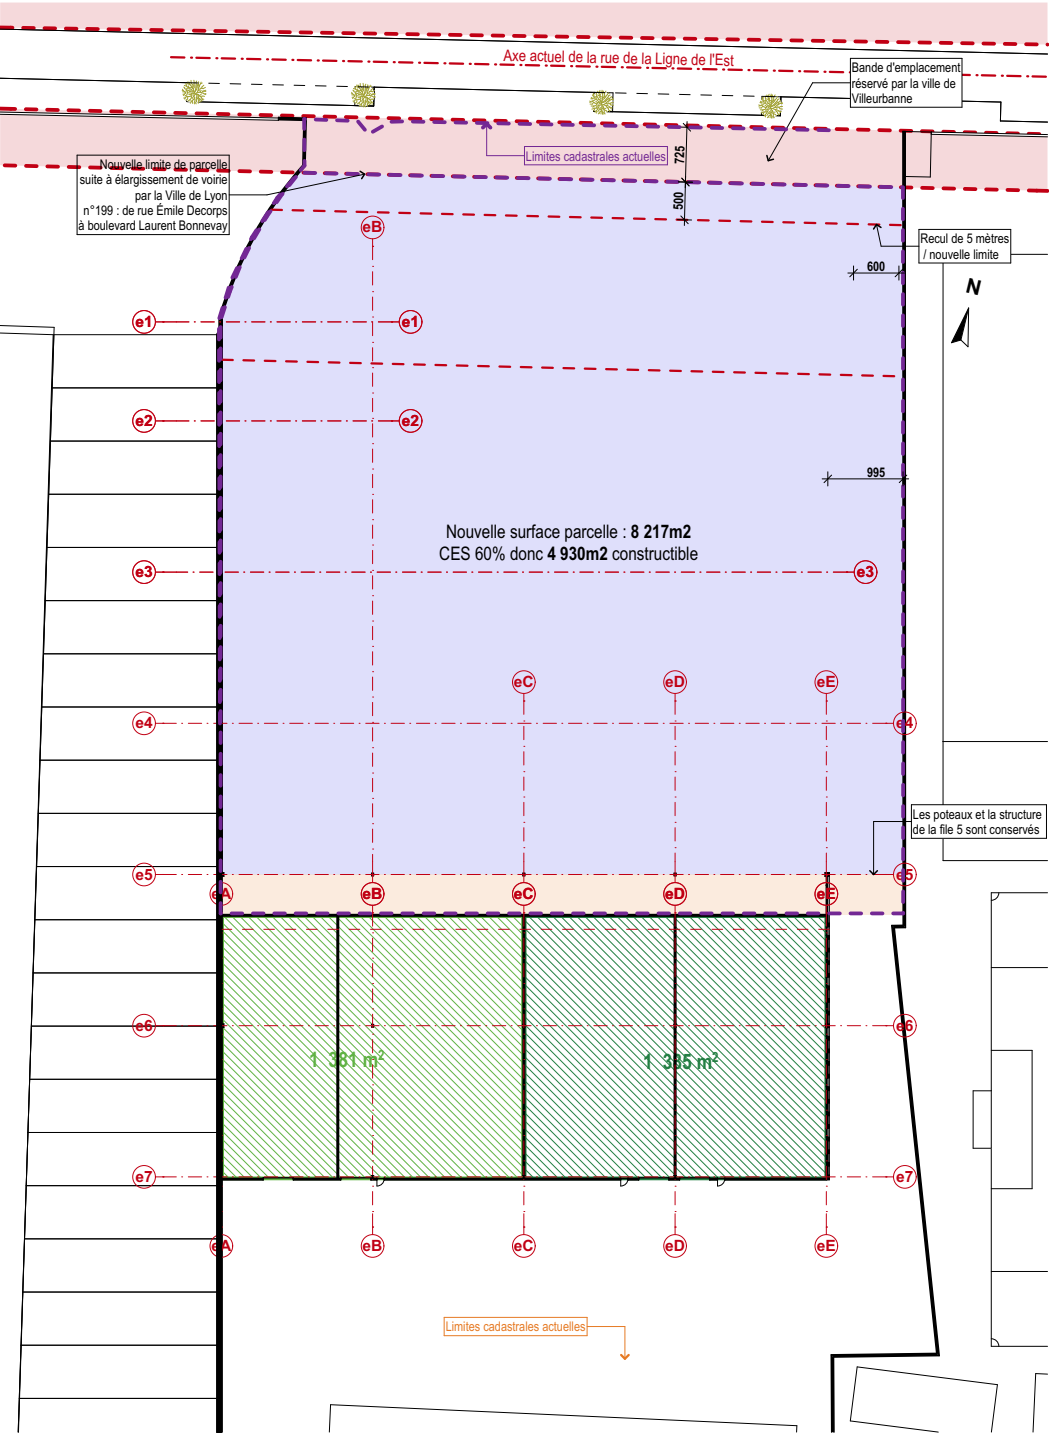 Axe actuel de la rue de la Ligne de l'Est
Bande d'emplacement
réservé par la ville de
Villeurbanne
Limites cadastrales actuelles
725
Nouvelle limite de parcelle
suite à élargissement de voirie
par la Ville de Lyon
n°199 : de rue Émile Decorps
à boulevard Laurent Bonnevay
500
eB
Recul de 5 mètres
/ nouvelle limite
600
N
e1
e1
e2
e2
995
Nouvelle surface parcelle : 8 217m2
CES 60% donc 4 930m2 constructible
e3
e3
eC
eD
eE
e4
e4
Les poteaux et la structure
de la file 5 sont conservés
e5
e5
eA
eB
eC
eD
eE
e6
e6
1 381 m²
1 385 m²
e7
e7
eA
eB
eC
eD
eE
Limites cadastrales actuelles